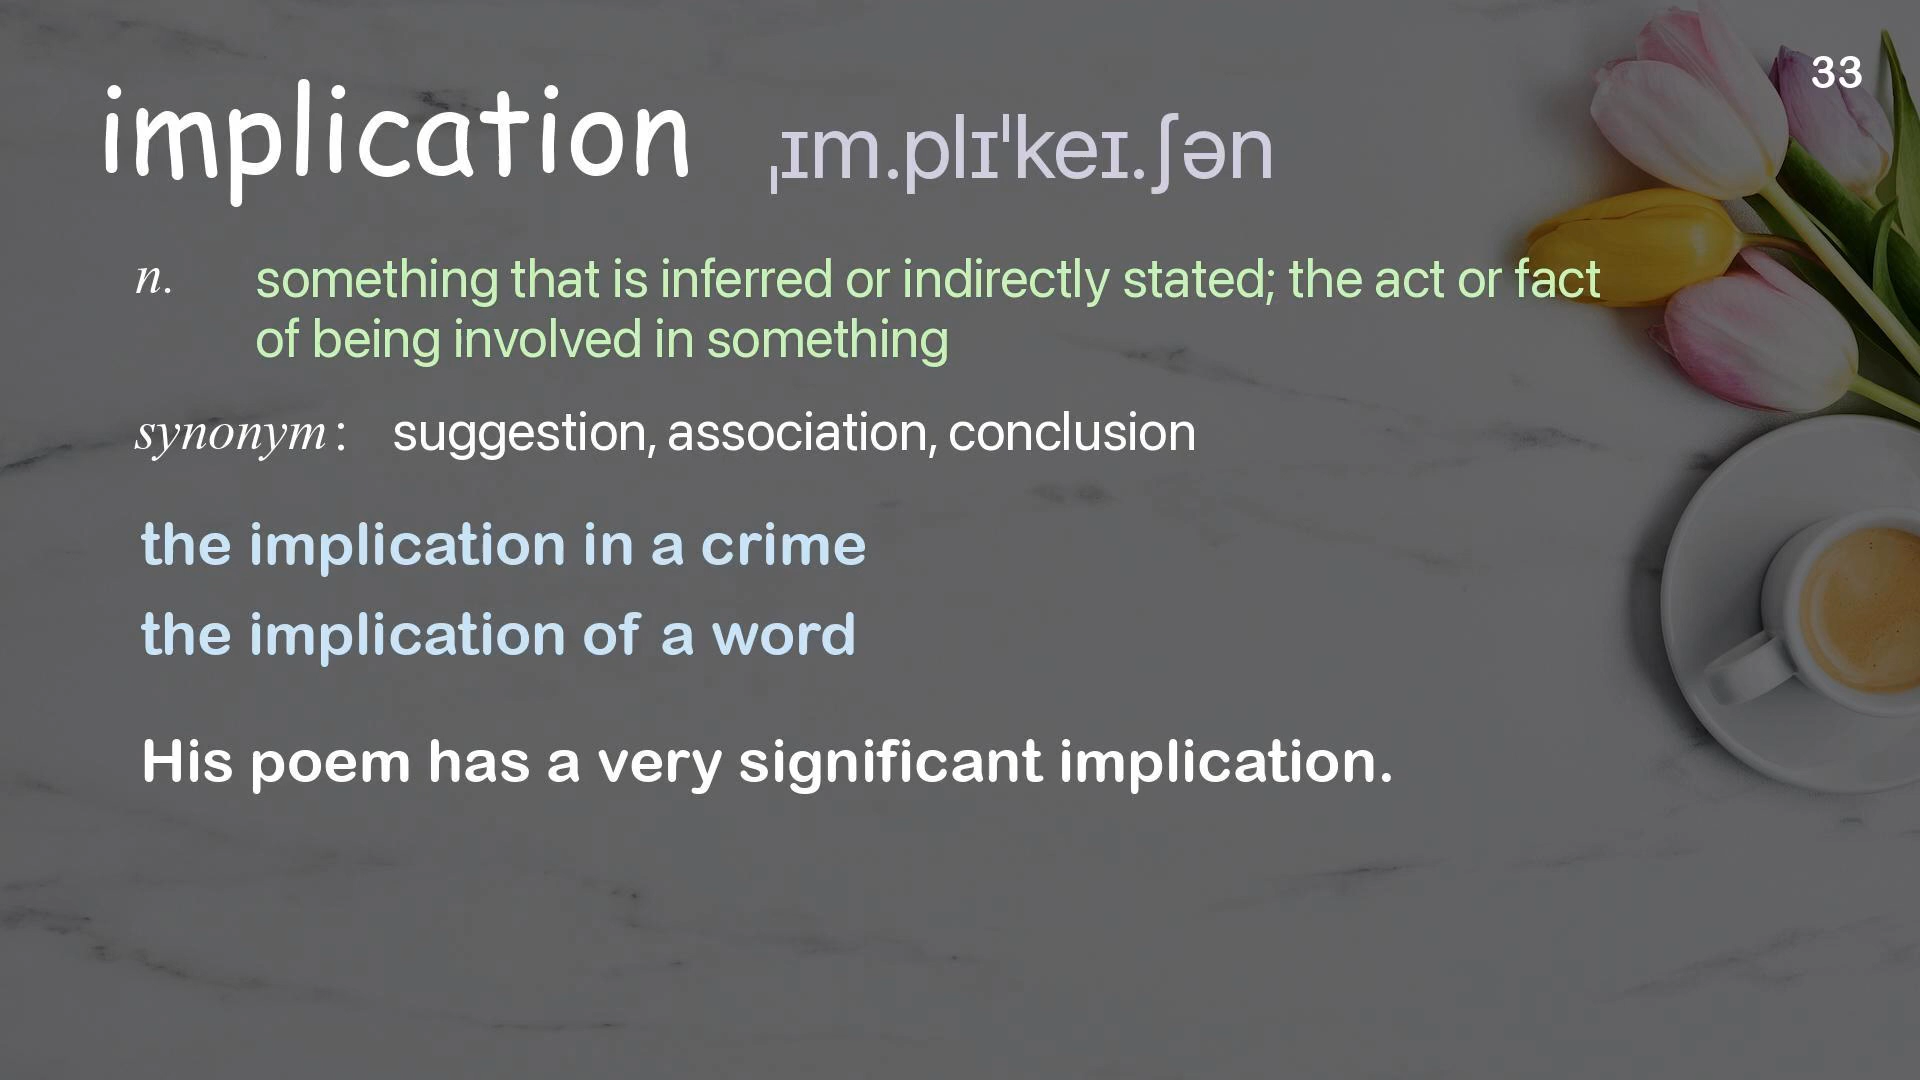 33
implication ˌɪm.plɪˈkeɪ.ʃən
n. something that is inferred or indirectly stated; the act or fact
of being involved in something
synonym: suggestion, association, conclusion
the implication in a crime
the implication of a word
His poem has a very significant implication.